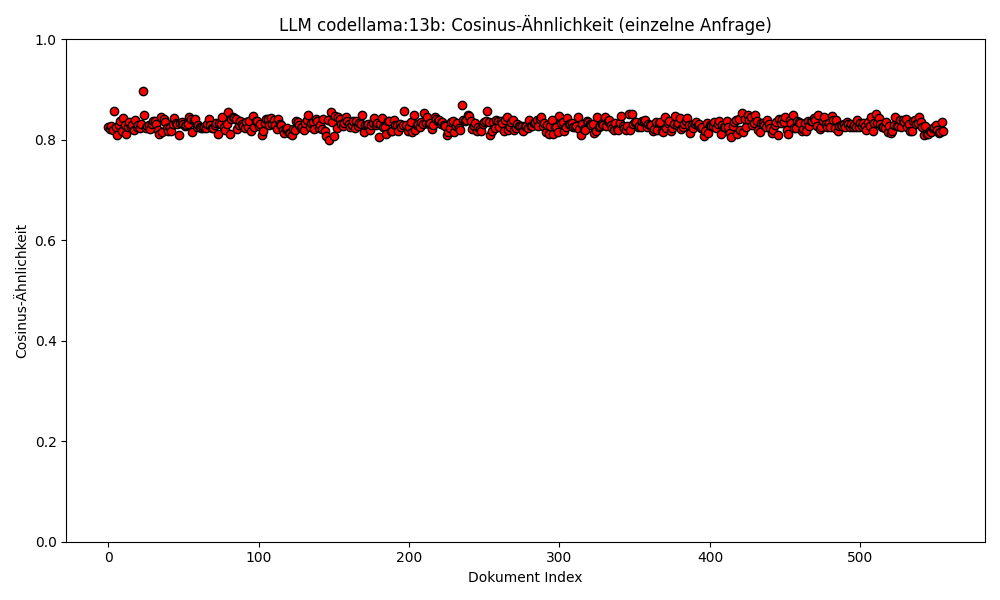 LLM codellama:13b: Cosinus-Ähnlichkeit (einzelne Anfrage)
1.0
0.8
0.6
0.4
0.2
0.0
Cosinus-Ähnlichkeit
0 100 200 300 400 500
Dokument Index